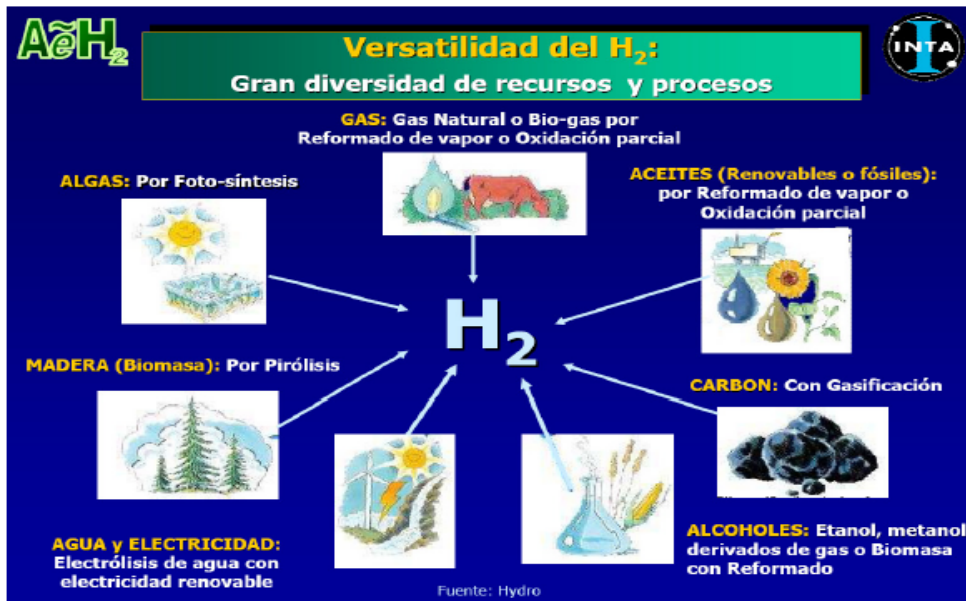 AeH2
INTA
Versatilidad del H2:
Gran diversidad de recursos y procesos
GAS: Gas Natural o Bio-gas por
Reformado de vapor o Oxidación parcial
ALGAS: Por Foto-síntesis
ACEITES (Renovables o fósiles):
por Reformado de vapor o
Oxidación parcial
H2
MADERA (Biomasa): Por Pirólisis
CARBON: Con Gasificación
AGUA y ELECTRICIDAD:
Electrólisis de agua con
electricidad renovable
ALCOHOLES: Etanol, metanol
derivados de gas o Biomasa
con Reformado
Fuente: Hydro